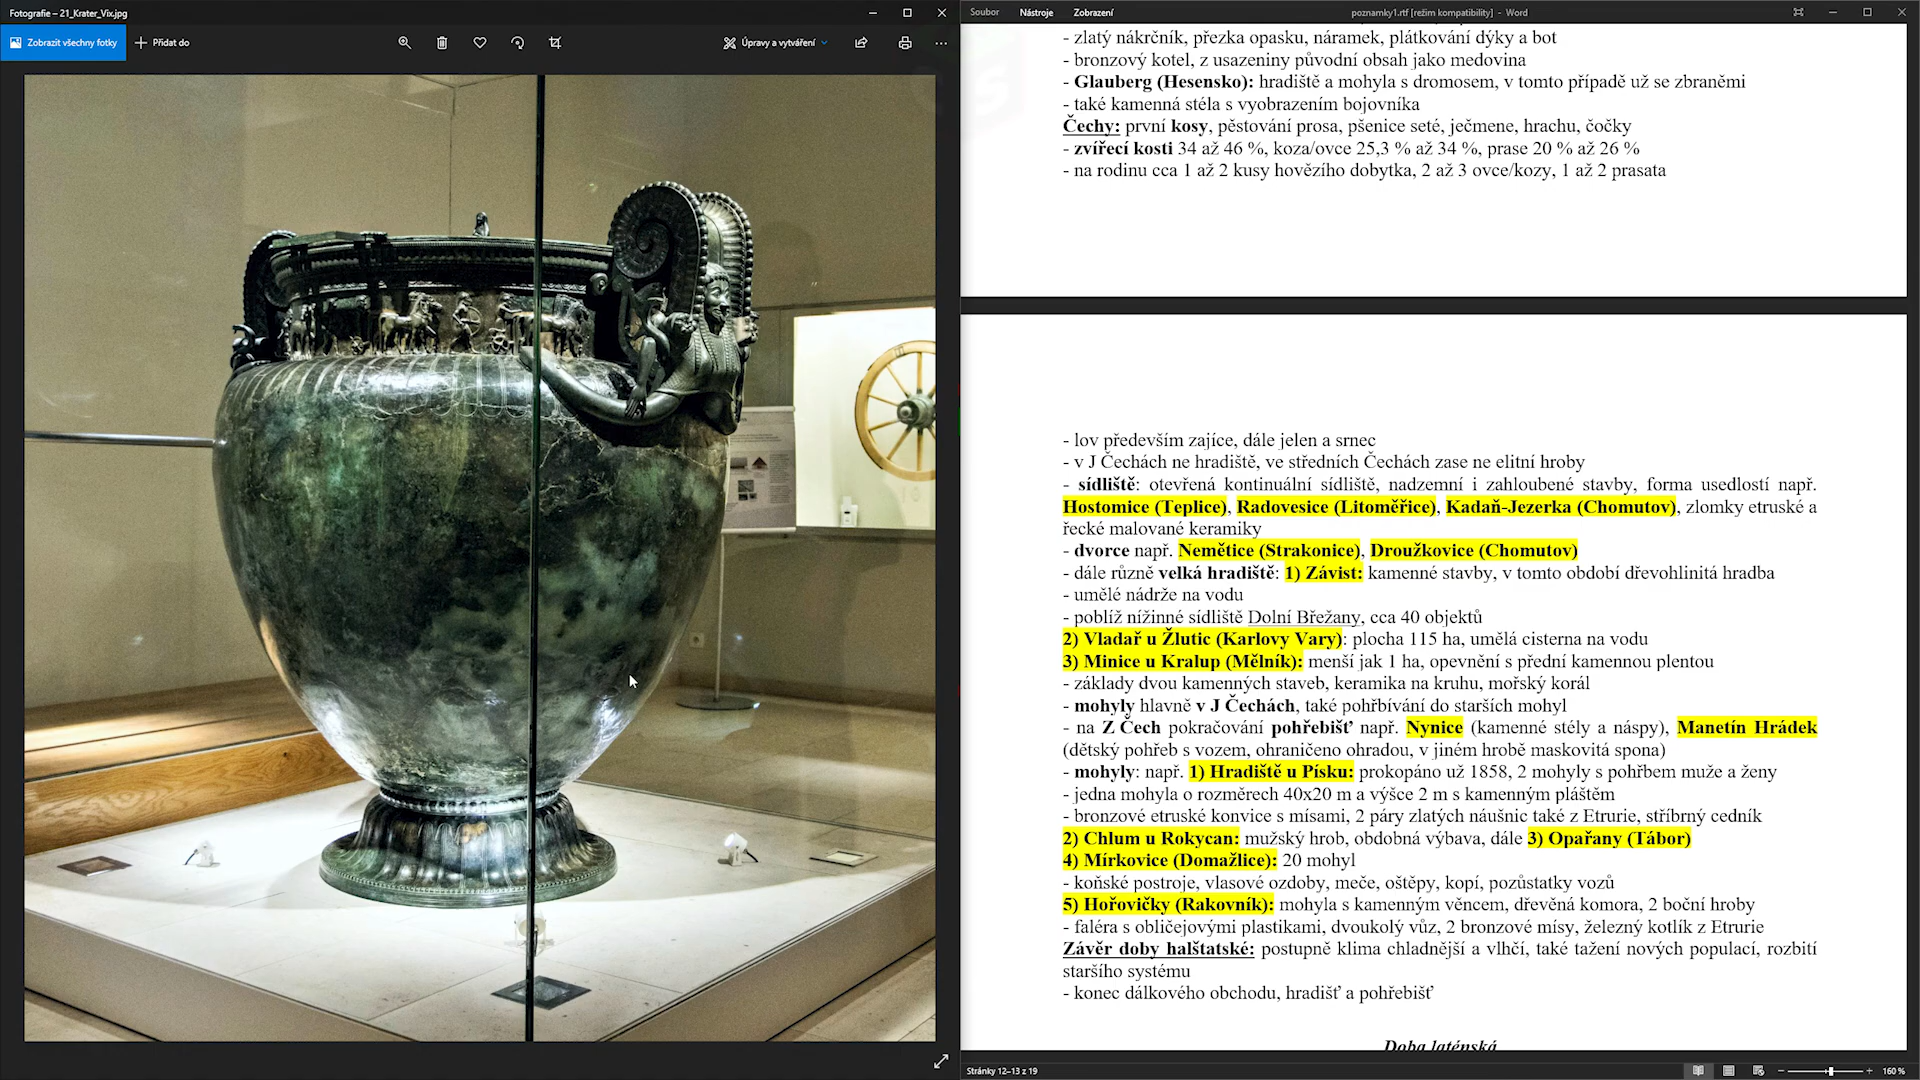 Fotografie – 21_Krater_Vix.jpg
Zobrazit všechny fotky
Přidat do
Úpravy a vytváření
Soubor
Nástroje
Zobrazení
poznamky1.rtf [režim kompatibility] - Word
- zlatý nákrčník, přezka opasku, náramek, plátkování dýky a bot
- bronzový kotel, z usazeniny původní obsah jako medovina
- Glauberg (Hesensko): hradiště a mohyla s dromosem, v tomto případě už se zbraněmi
- také kamenná stéla s vyobrazením bojovníka
Čechy: první kosy, pěstování prosa, pšenice seté, ječmene, hrachu, čočky
- zvířecí kosti 34 až 46 %, koza/ovce 25,3 % až 34 %, prase 20 % až 26 %
- na rodinu cca 1 až 2 kusy hovězího dobytka, 2 až 3 ovce/kozy, 1 až 2 prasata
- lov především zajíce, dále jelen a srnec
- v J Čechách ne hradiště, ve středních Čechách zase ne elitní hroby
- sídliště: otevřená kontinuální sídliště, nadzemní i zahloubené stavby, forma usedlostí např.
Hostomice (Teplice), Radovesice (Litoměřice), Kadaň-Jezerka (Chomutov), zlomky etruské a
řecké malované keramiky
- dvorce např. Nemětice (Strakonice), Droužkovice (Chomutov)
- dále různě velká hradiště: 1) Závist: kamenné stavby, v tomto období dřevohlinitá hradba
- umělé nádrže na vodu
- poblíž nížinné sídliště Dolní Břežany, cca 40 objektů
2) Vladař u Žlutic (Karlovy Vary): plocha 115 ha, umělá cisterna na vodu
3) Minice u Kralup (Mělník): menší jak 1 ha, opevnění s přední kamennou plentou
- základy dvou kamenných staveb, keramika na kruhu, mořský korál
- mohyly hlavně v J Čechách, také pohřbívání do starších mohyl
- na Z Čech pokračování pohřebišť např. Nynice (kamenné stély a náspy), Manetín Hrádek
(dětský pohřeb s vozem, ohraničeno ohradou, v jiném hrobě maskovitá spona)
- mohyly: např. 1) Hradiště u Písku: prokopáno už 1858, 2 mohyly s pohřbem muže a ženy
- jedna mohyla o rozměrech 40x20 m a výšce 2 m s kamenným pláštěm
- bronzové etruské konvice s mísami, 2 páry zlatých náušnic také z Etrurie, stříbrný cedník
2) Chlum u Rokycan: mužský hrob, obdobná výbava, dále 3) Opařany (Tábor)
4) Mírkovice (Domažlice): 20 mohyl
- koňské postroje, vlasové ozdoby, meče, oštěpy, kopí, pozůstatky vozů
5) Hořovičky (Rakovník): mohyla s kamenným věncem, dřevěná komora, 2 boční hroby
- faléra s obličejovými plastikami, dvoukolý vůz, 2 bronzové mísy, železný kotlík z Etrurie
Závěr doby halštatské: postupně klima chladnější a vlhčí, také tažení nových populací, rozbití
staršího systému
- konec dálkového obchodu, hradišť a pohřebišť
Doba laténská
Stránky 12–13 z 19
160 %